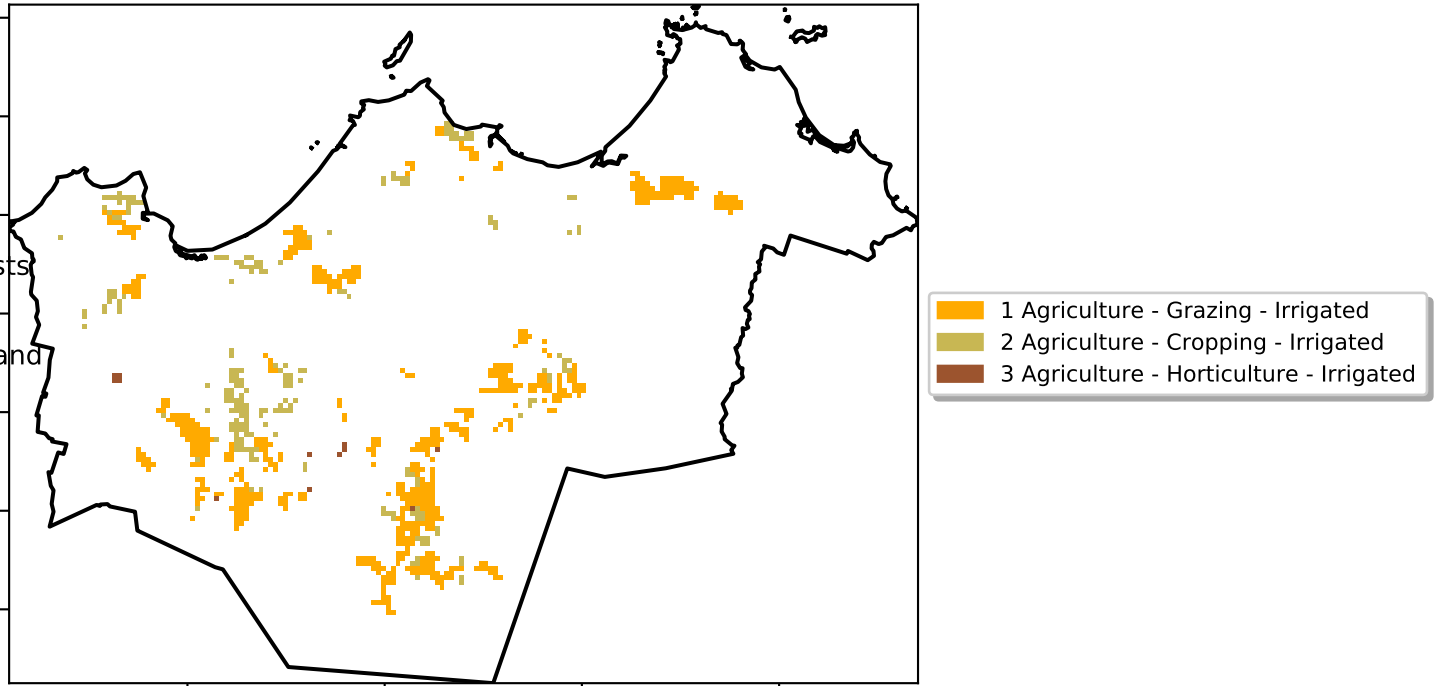 sts
and
1 Agriculture - Grazing - Irrigated
2 Agriculture - Cropping - Irrigated
3 Agriculture - Horticulture - Irrigated